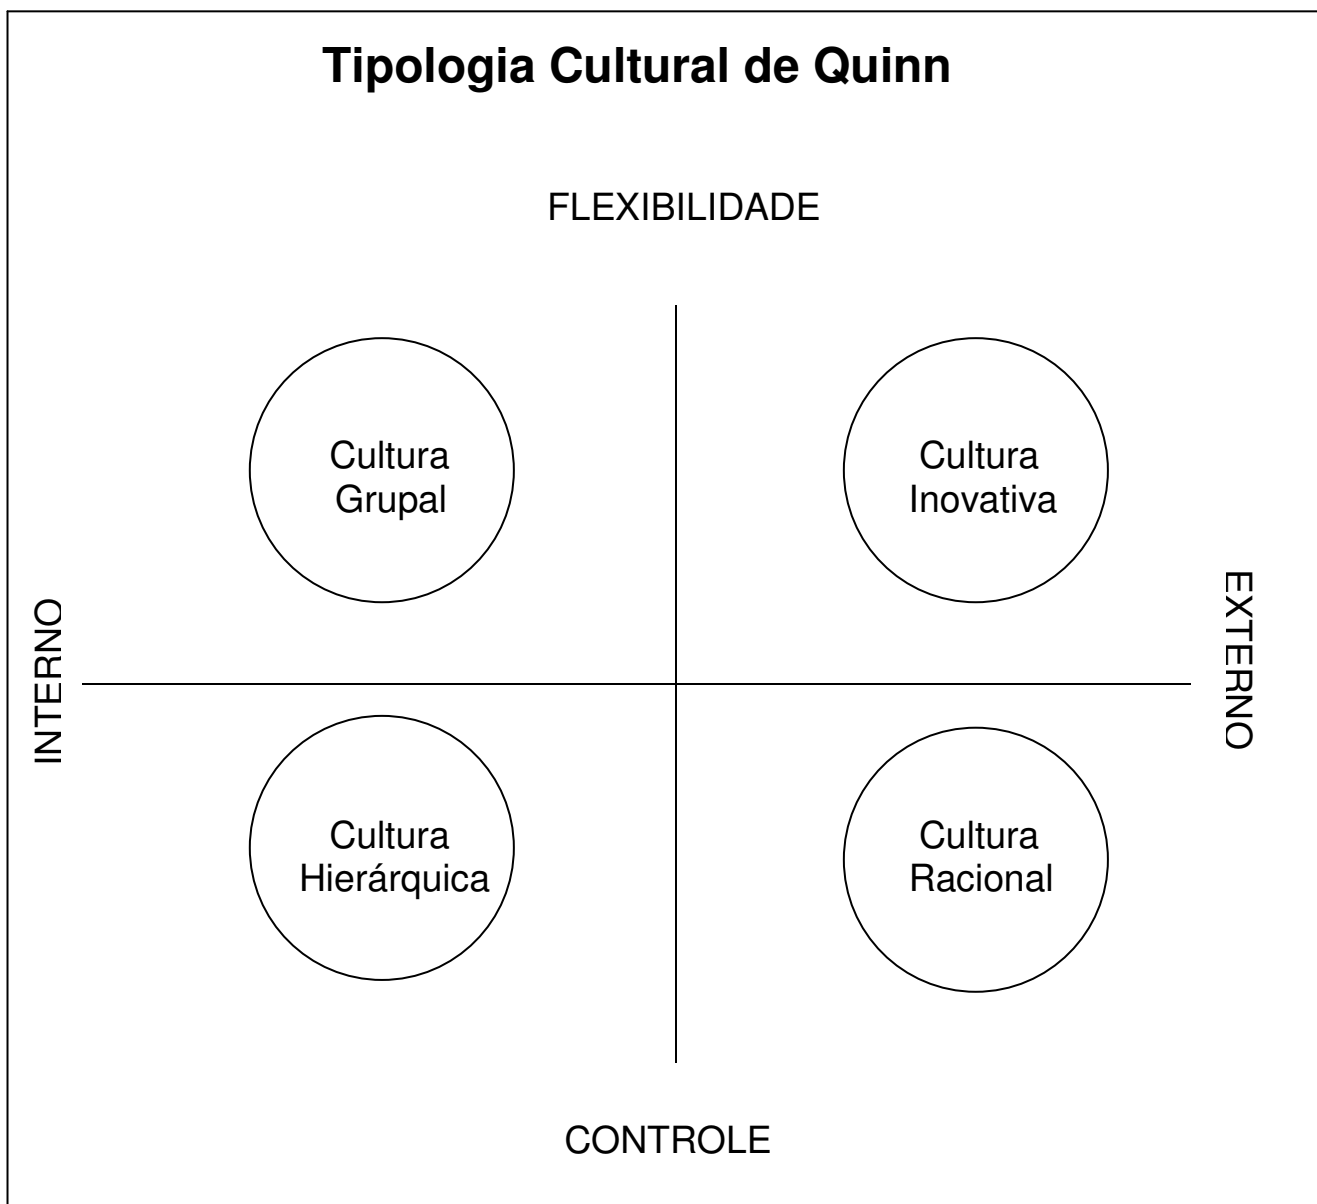 Tipologia Cultural de Quinn
FLEXIBILIDADE
Cultura
Grupal
Cultura
Inovativa
INTERNO
EXTERNO
Cultura
Hierárquica
Cultura
Racional
CONTROLE